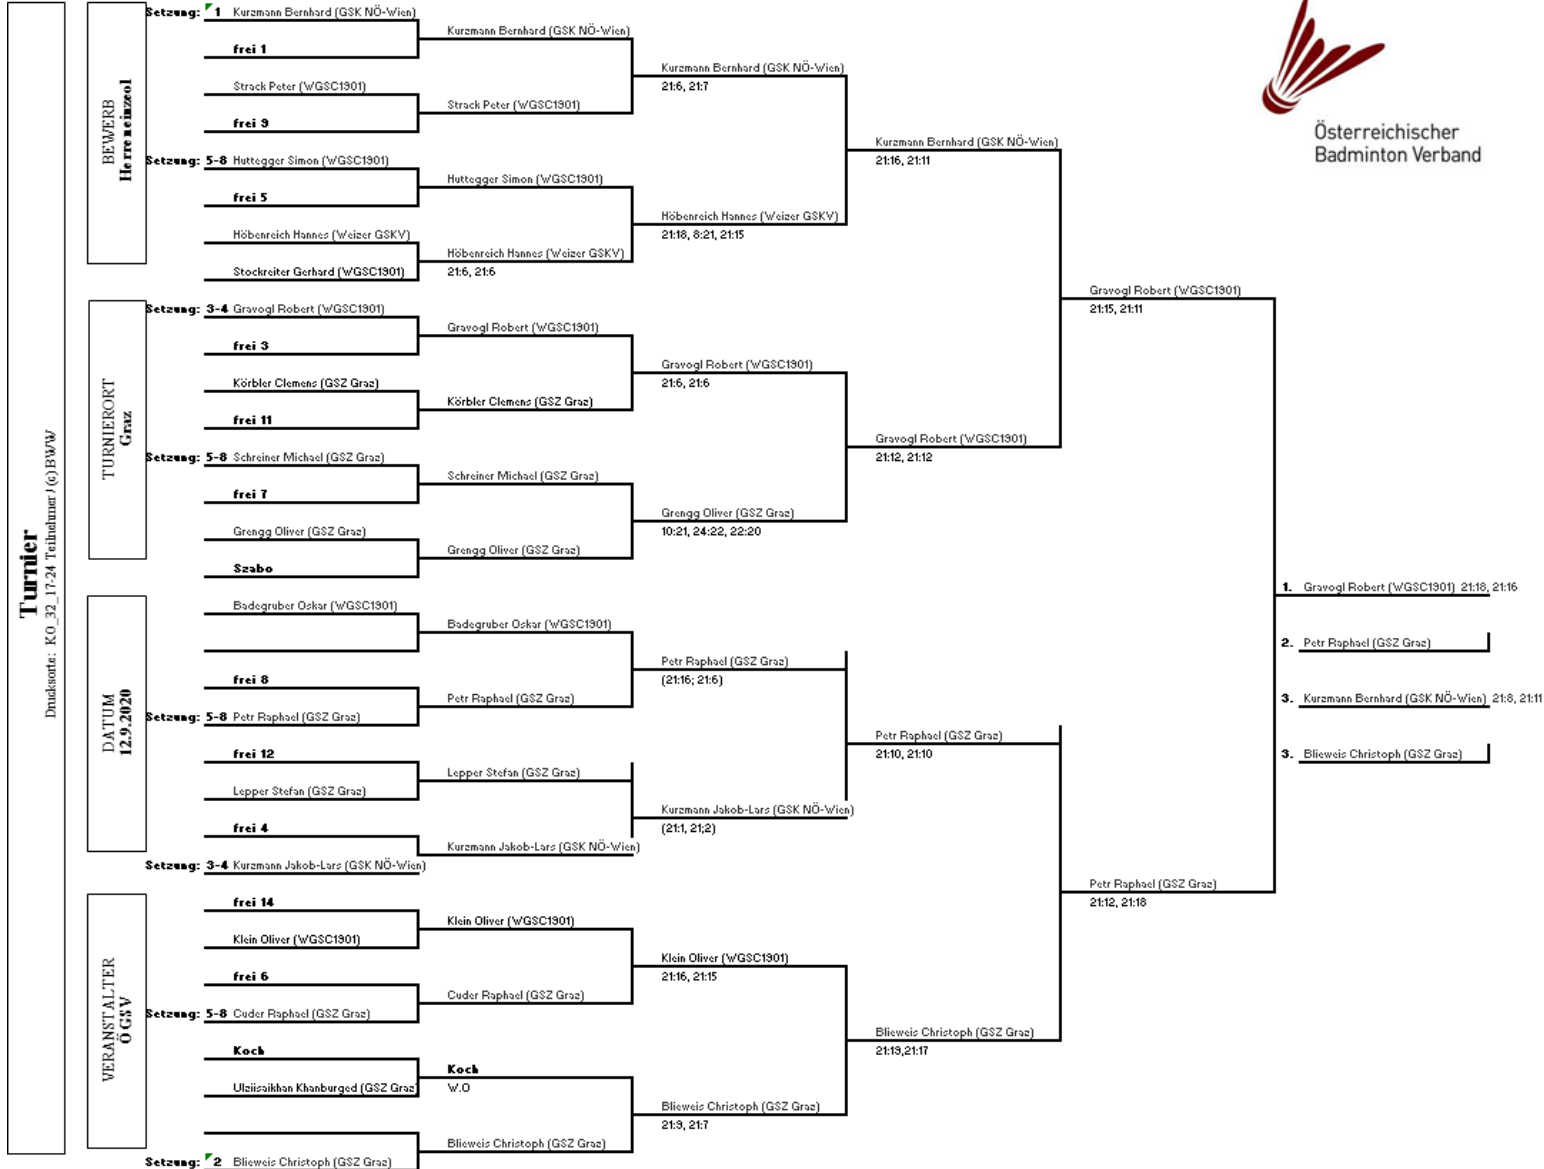 Turnier
Drucksorte: KO_32_17-24 Teilnehmer J (c) BWW
BEWERB
Herreneinzeol
TURNIERORT
Graz
DATUM
12.9.2020
VERANSTALTER
ÖGSV
Österreichischer
Badminton Verband
Setzung: 1 Kurzmann Bernhard (GSK NÖ-Wien)
frei 1
Strack Peter (WGSC1901)
frei 9
Setzung: 5-8 Huttegger Simon (WGSC1901)
frei 5
Höbenreich Hannes (Weizer GSKV)
Stockreiter Gerhard (WGSC1901)
Setzung: 3-4 Gravogl Robert (WGSC1901)
frei 3
Körbler Clemens (GSZ Graz)
frei 11
Setzung: 5-8 Schreiner Michael (GSZ Graz)
frei 7
Grengg Oliver (GSZ Graz)
Szabo
Badegruber Oskar (WGSC1901)
frei 8
Setzung: 5-8 Petr Raphael (GSZ Graz)
frei 12
Lepper Stefan (GSZ Graz)
frei 4
Setzung: 3-4 Kurzmann Jakob-Lars (GSK NÖ-Wien)
frei 14
Klein Oliver (WGSC1901)
frei 6
Setzung: 5-8 Cuder Raphael (GSZ Graz)
Koch
Ulziisaikhan Khanburged (GSZ Graz)
Setzung: 2 Blieweis Christoph (GSZ Graz)
Kurzmann Bernhard (GSK NÖ-Wien)
Strack Peter (WGSC1901)
Huttegger Simon (WGSC1901)
Höbenreich Hannes (Weizer GSKV)
21:6, 21:6
Gravogl Robert (WGSC1901)
Körbler Clemens (GSZ Graz)
Schreiner Michael (GSZ Graz)
Grengg Oliver (GSZ Graz)
Badegruber Oskar (WGSC1901)
Petr Raphael (GSZ Graz)
Lepper Stefan (GSZ Graz)
Kurzmann Jakob-Lars (GSK NÖ-Wien)
Klein Oliver (WGSC1901)
Cuder Raphael (GSZ Graz)
Koch
W.O
Blieweis Christoph (GSZ Graz)
Kurzmann Bernhard (GSK NÖ-Wien)
21:6, 21:7
Höbenreich Hannes (Weizer GSKV)
21:18, 8:21, 21:15
Gravogl Robert (WGSC1901)
21:6, 21:6
Grengg Oliver (GSZ Graz)
10:21, 24:22, 22:20
Petr Raphael (GSZ Graz)
(21:16; 21:6)
Kurzmann Jakob-Lars (GSK NÖ-Wien)
(21:1, 21;2)
Klein Oliver (WGSC1901)
21:16, 21:15
Blieweis Christoph (GSZ Graz)
21:9, 21:7
Kurzmann Bernhard (GSK NÖ-Wien)
21:16, 21:11
Gravogl Robert (WGSC1901)
21:12, 21:12
Petr Raphael (GSZ Graz)
21:10, 21:10
Blieweis Christoph (GSZ Graz)
21:19,21:17
Gravogl Robert (WGSC1901)
21:15, 21:11
Petr Raphael (GSZ Graz)
21:12, 21:18
1. Gravogl Robert (WGSC1901) 21:18, 21:16
2. Petr Raphael (GSZ Graz)
3. Kurzmann Bernhard (GSK NÖ-Wien) 21:8, 21:11
3. Blieweis Christoph (GSZ Graz)